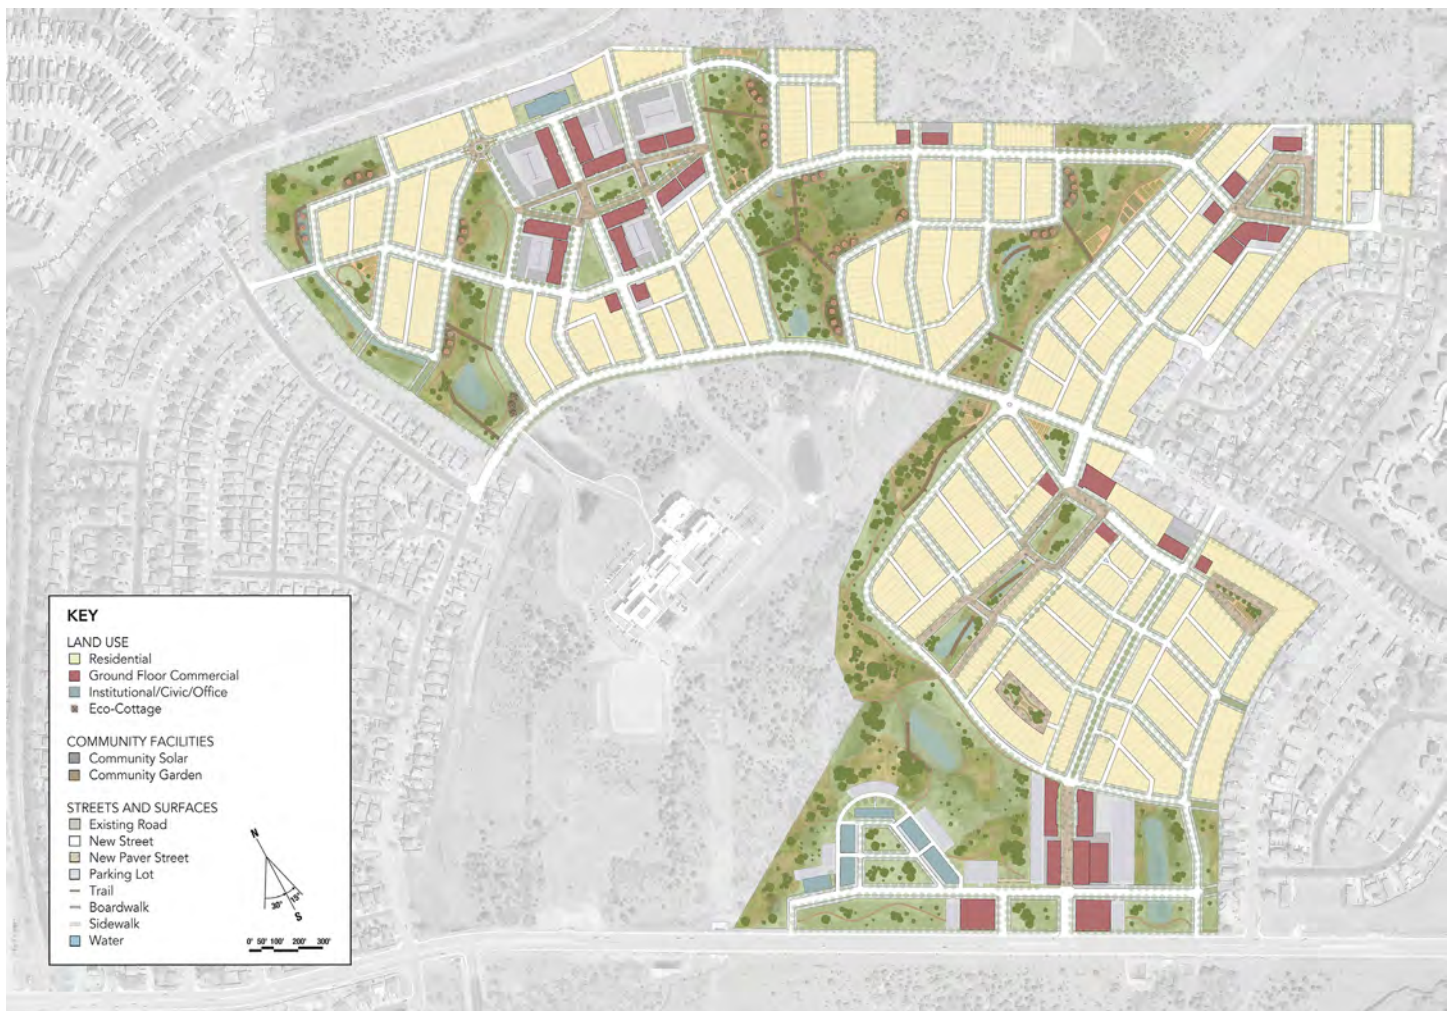 KEY
LAND USE
Residential
Ground Floor Commercial
Institutional/Civic/Office
Eco-Cottage
COMMUNITY FACILITIES
Community Solar
Community Garden
STREETS AND SURFACES
Existing Road
New Street
New Paver Street
Parking Lot
Trail
Boardwalk
Sidewalk
Water
N
30° 15°
S
0' 50' 100' 200' 300'